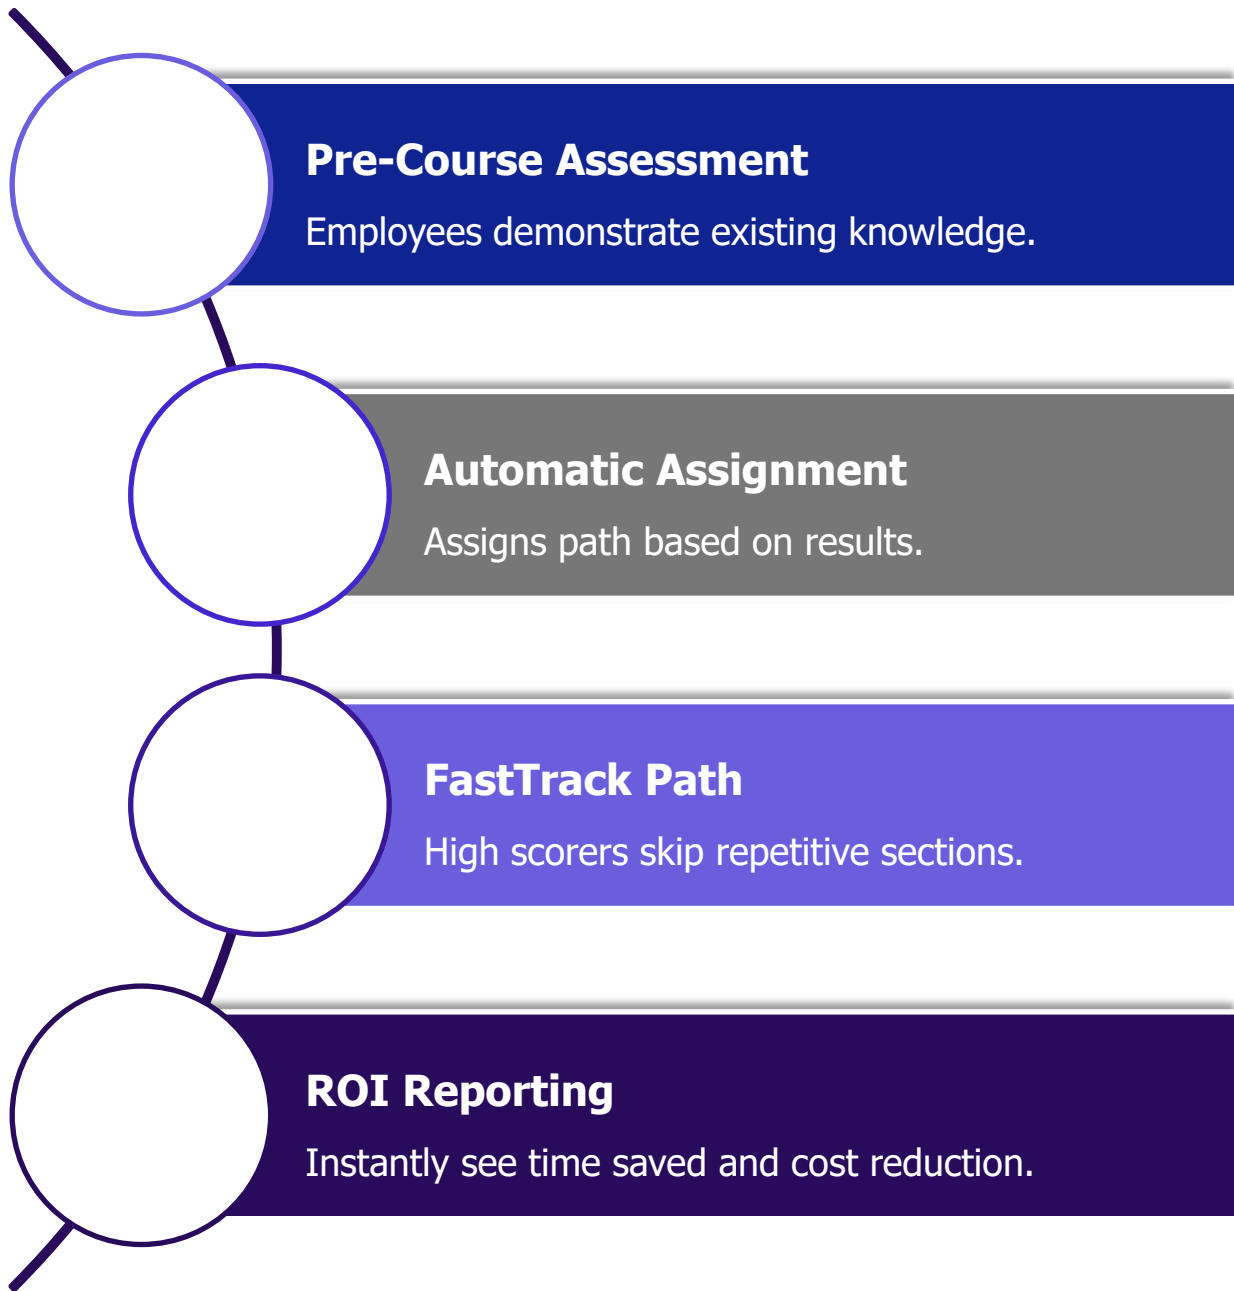 Pre-Course Assessment
Employees demonstrate existing knowledge.
Automatic Assignment
Assigns path based on results.
FastTrack Path
High scorers skip repetitive sections.
ROI Reporting
Instantly see time saved and cost reduction.